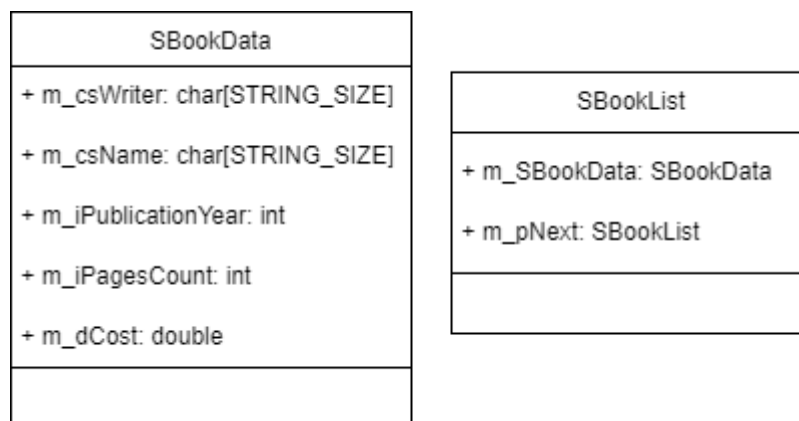 SBookData
+ m_csWriter: char[STRING_SIZE]
+ m_csName: char[STRING_SIZE]
+ m_iPublicationYear: int
+ m_iPagesCount: int
+ m_dCost: double
SBookList
+ m_SBookData: SBookData
+ m_pNext: SBookList